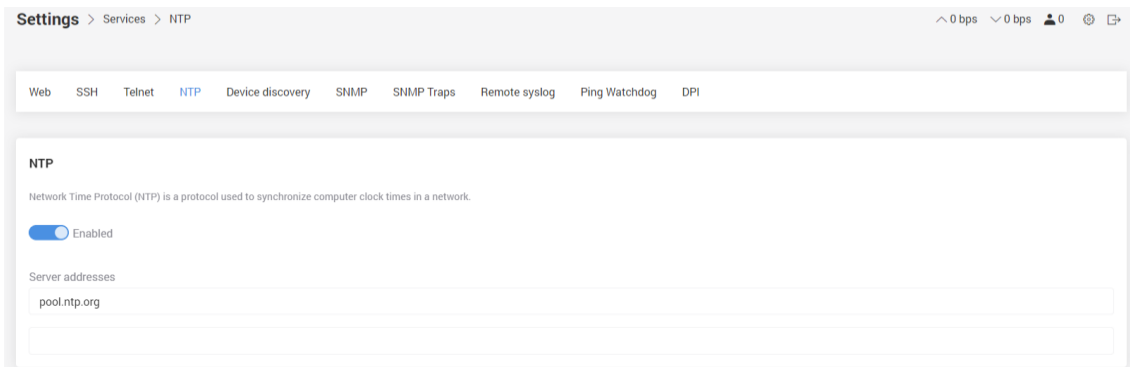 Settings > Services > NTP
0 bps 0 bps 0
Web SSH Telnet NTP Device discovery SNMP SNMP Traps Remote syslog Ping Watchdog DPI
NTP
Network Time Protocol (NTP) is a protocol used to synchronize computer clock times in a network.
Enabled
Server addresses
pool.ntp.org